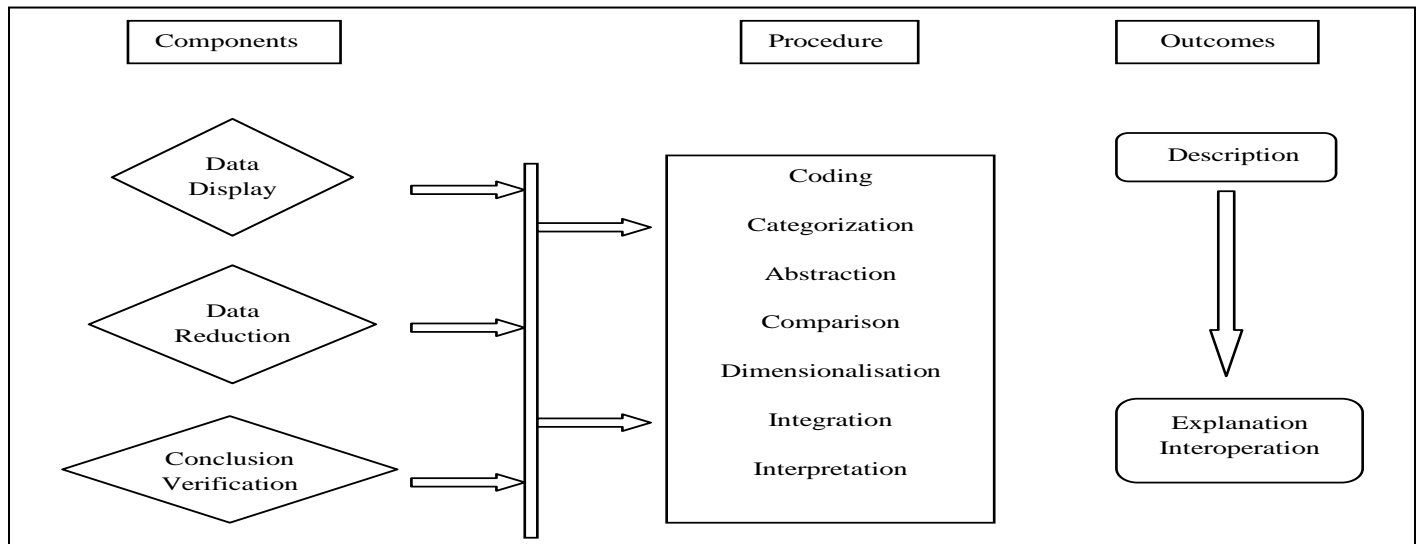 Components
Procedure
Outcomes
Data
Display
Data
Reduction
Conclusion
Verification
Coding
Categorization
Abstraction
Comparison
Dimensionalisation
Integration
Interpretation
Description
Explanation
Interoperation